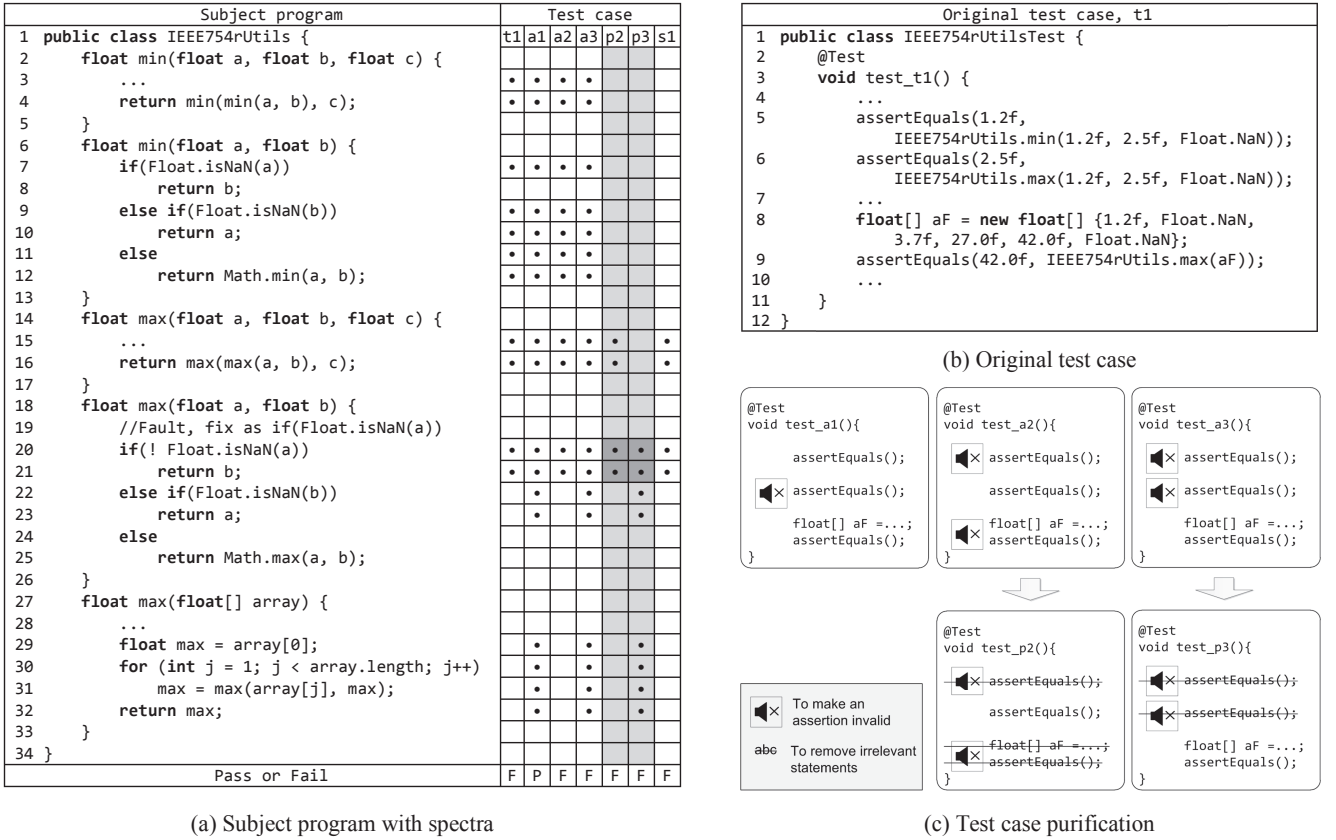 Subject program Test case
t1 a1 a2 a3 p2 p3 s1
1 public class IEEE754rUtils {
2 float min(float a, float b, float c) {
3 ... • • • •
4 return min(min(a, b), c); • • • •
5 }
6 float min(float a, float b) {
7 if(Float.isNaN(a)) • • • •
8 return b;
9 else if(Float.isNaN(b)) • • • •
10 return a; • • • •
11 else • • • •
12 return Math.min(a, b); • • • •
13 }
14 float max(float a, float b, float c) {
15 ... • • • • • •
16 return max(max(a, b), c); • • • • • •
17 }
18 float max(float a, float b) {
19 //Fault, fix as if(Float.isNaN(a))
20 if(! Float.isNaN(a)) • • • • • • •
21 return b; • • • • • • •
22 else if(Float.isNaN(b)) • • •
23 return a; • • •
24 else
25 return Math.max(a, b);
26 }
27 float max(float[] array) {
28 ...
29 float max = array[0]; • • •
30 for (int j = 1; j < array.length; j++) • • •
31 max = max(array[j], max); • • •
32 return max; • • •
33 }
34 }
Pass or Fail F P F F F F F
(a) Subject program with spectra
Original test case, t1
1 public class IEEE754rUtilsTest {
2 @Test
3 void test_t1() {
4 ...
5 assertEquals(1.2f,
IEEE754rUtils.min(1.2f, 2.5f, Float.NaN));
6 assertEquals(2.5f,
IEEE754rUtils.max(1.2f, 2.5f, Float.NaN));
7 ...
8 float[] aF = new float[] {1.2f, Float.NaN,
3.7f, 27.0f, 42.0f, Float.NaN};
9 assertEquals(42.0f, IEEE754rUtils.max(aF));
10 ...
11 }
12 }
(b) Original test case
@Test
void test_a1(){
assertEquals();
assertEquals();
float[] aF =...;
assertEquals();
}
@Test
void test_a2(){
assertEquals();
assertEquals();
float[] aF =...;
assertEquals();
}
@Test
void test_a3(){
assertEquals();
assertEquals();
float[] aF =...;
assertEquals();
}
To make an
assertion invalid
abc To remove irrelevant
statements
@Test
void test_p2(){
assertEquals();
assertEquals();
float[] aF =...;
assertEquals();
}
@Test
void test_p3(){
assertEquals();
assertEquals();
float[] aF =...;
assertEquals();
}
(c) Test case purification